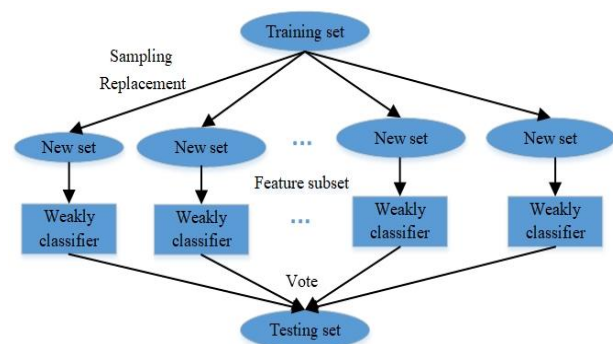 Training set
Sampling
Replacement
New set
New set
...
New set
New set
Feature subset
Weakly
classifier
Weakly
classifier
...
Weakly
classifier
Weakly
classifier
Vote
Testing set